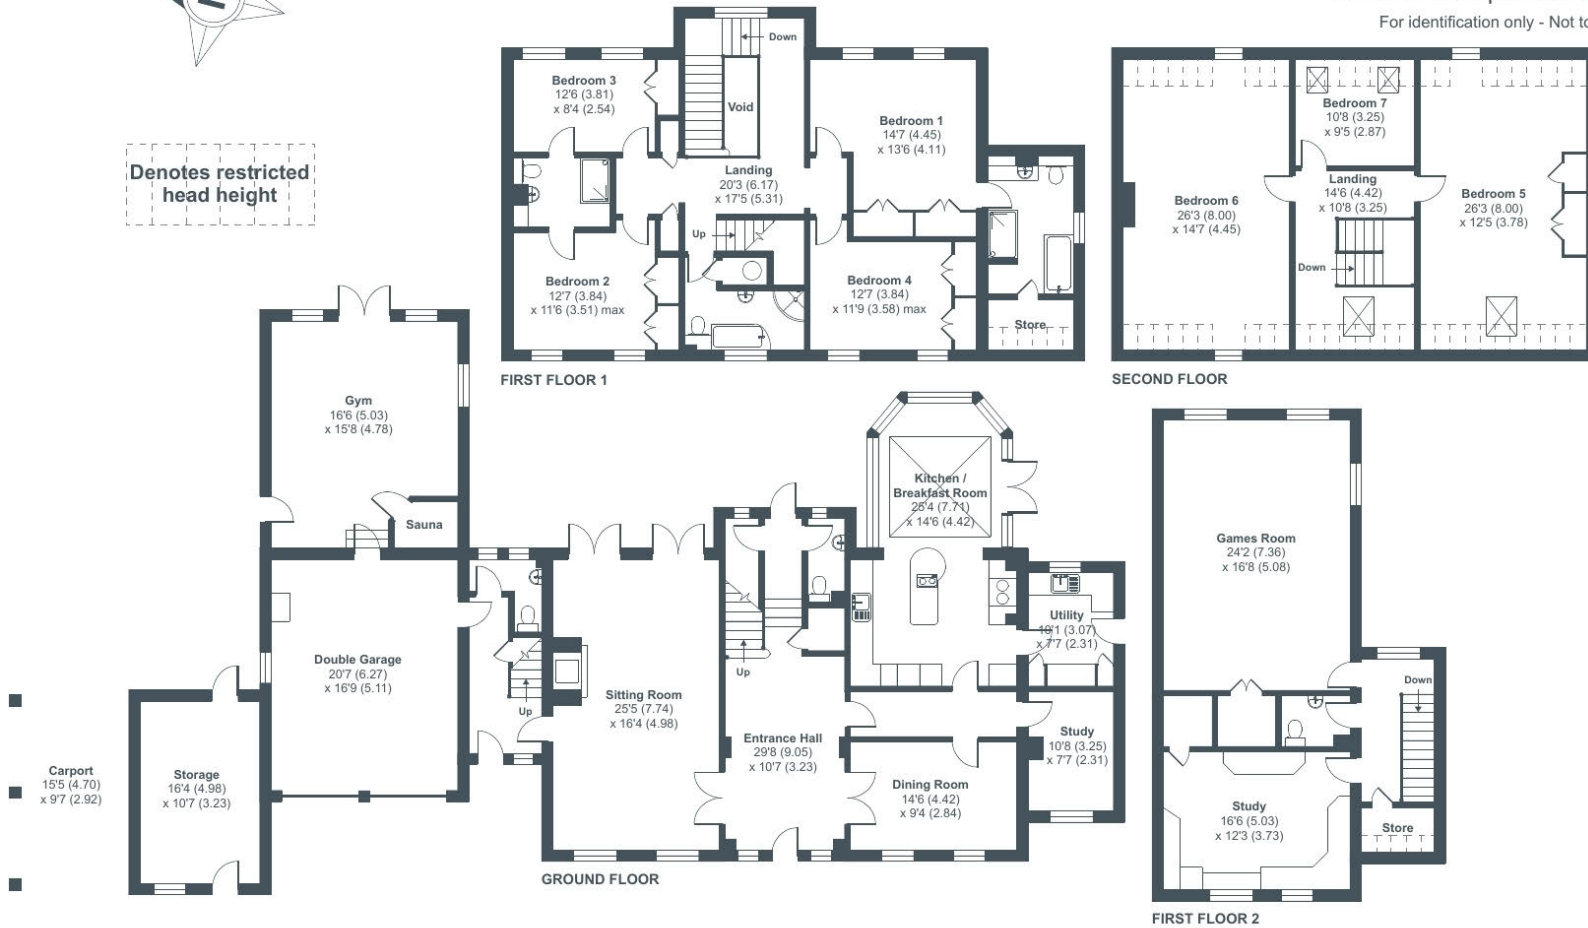 For identification only - Not to
Denotes restricted
head height
Bedroom 3
12'6 (3.81)
x 8'4 (2.54)
Down
Void
Bedroom 1
14'7 (4.45)
x 13'6 (4.11)
Landing
20'3 (6.17)
x 17'5 (5.31)
Up
Bedroom 2
12'7 (3.84)
x 11'6 (3.51) max
Bedroom 4
12'7 (3.84)
x 11'9 (3.58) max
Store
FIRST FLOOR 1
Bedroom 7
10'8 (3.25)
x 9'5 (2.87)
Landing
14'6 (4.42)
x 10'8 (3.25)
Bedroom 6
26'3 (8.00)
x 14'7 (4.45)
Bedroom 5
26'3 (8.00)
x 12'5 (3.78)
Down
SECOND FLOOR
Gym
16'6 (5.03)
x 15'8 (4.78)
Sauna
Kitchen /
Breakfast Room
25'4 (7.71)
x 14'6 (4.42)
Utility
10'1 (3.07)
x 7'7 (2.31)
Double Garage
20'7 (6.27)
x 16'9 (5.11)
Up
Sitting Room
25'5 (7.74)
x 16'4 (4.98)
Up
Entrance Hall
29'8 (9.05)
x 10'7 (3.23)
Study
10'8 (3.25)
x 7'7 (2.31)
Dining Room
14'6 (4.42)
x 9'4 (2.84)
Carport
15'5 (4.70)
x 9'7 (2.92)
Storage
16'4 (4.98)
x 10'7 (3.23)
GROUND FLOOR
Games Room
24'2 (7.36)
x 16'8 (5.08)
Down
Study
16'6 (5.03)
x 12'3 (3.73)
Store
FIRST FLOOR 2